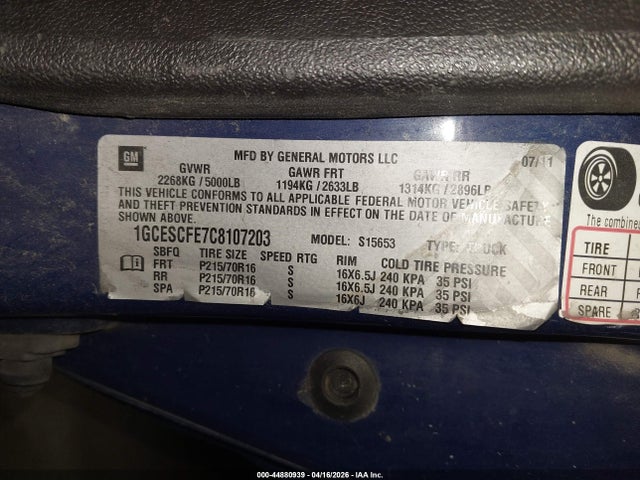 GM
MFD BY GENERAL MOTORS LLC 07/11
GVWR GAWR FRT GAWR RR
2268KG / 5000LB 1194KG / 2633LB 1314KG / 2896LB
THIS VEHICLE CONFORMS TO ALL APPLICABLE FEDERAL MOTOR VEHICLE SAFETY
AND THEFT PREVENTION STANDARDS IN EFFECT ON THE DATE OF MANUFACTURE
SHOWN ABOVE
1GCESCFE7C8107203 MODEL: S15653 TYPE: TRUCK
SBFQ TIRE SIZE SPEED RTG RIM COLD TIRE PRESSURE
FRT P215/70R16 S 16X6.5J 240 KPA 35 PSI
RR P215/70R16 S 16X6.5J 240 KPA 35 PSI
SPA P215/70R16 S 16X6J 240 KPA 35 PSI
The combined
TIRE
FRONT
REAR
SPARE
000-44880939 - 04/16/2026 - IAA Inc.